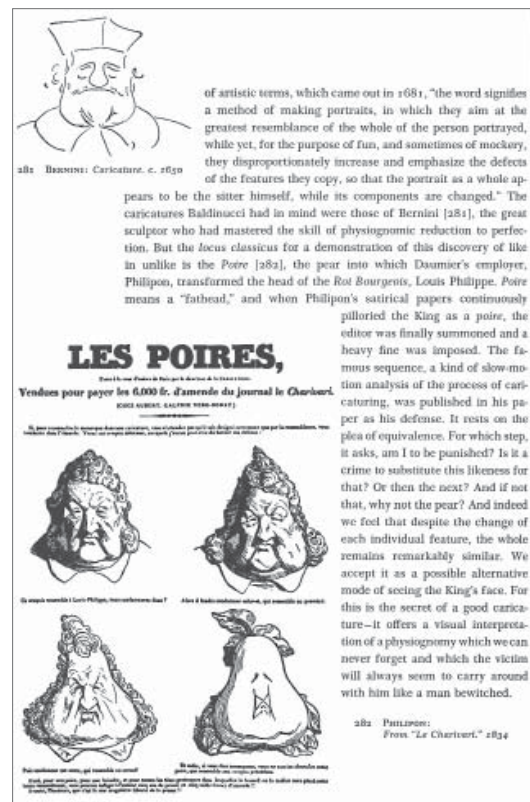 of artistic terms, which came out in 1681, “the word signifies
a method of making portraits, in which they aim at the
greatest resemblance of the whole of the person portrayed,
while yet, for the purpose of fun, and sometimes of mockery,
they disproportionately increase and emphasize the defects
of the features they copy, so that the portrait as a whole ap-
pears to be the sitter himself, while its components are changed.” The
caricatures Baldinucci had in mind were those of Bernini [281], the great
sculptor who had mastered the skill of physiognomic reduction to perfec-
tion. But the locus classicus for a demonstration of this discovery of like
in unlike is the Poire [282], the pear into which Daumier’s employer,
Philipon, transformed the head of the Roi Bourgeois, Louis Philippe. Poire
means a “fathead,” and when Philipon’s satirical papers continuously
pilloried the King as a poire, the
editor was finally summoned and a
heavy fine was imposed. The fa-
mous sequence, a kind of slow-mo-
tion analysis of the process of cari-
caturing, was published in his pa-
per as his defense. It rests on the
plea of equivalence. For which step,
it asks, am I to be punished? Is it a
crime to substitute this likeness for
that? Or then the next? And if not
that, why not the pear? And indeed
we feel that despite the change of
each individual feature, the whole
remains remarkably similar. We
accept it as a possible alternative
mode of seeing the King’s face. For
this is the secret of a good carica-
ture—it offers a visual interpreta-
tion of a physiognomy which we can
never forget and which the victim
will always seem to carry around
with him like a man bewitched.
281 BERNINI: Caricature. c. 1650
LES POIRES,
Vendues pour payer les 6,000 fr. d’amende du journal le Charivari.
(CHEZ AUBERT, GALERIE VERO-DODAT)
282 PHILIPON:
From “Le Charivari.” 1834